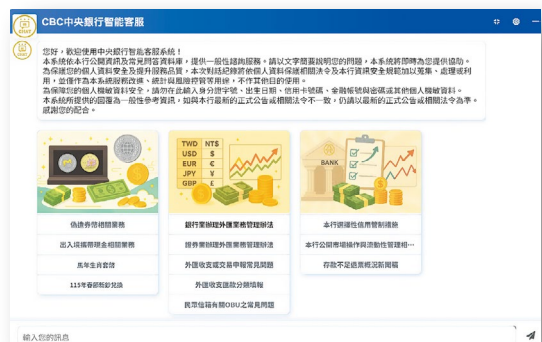 CBC中央銀行智能客服
CHAT
CHAT
您好，歡迎使用中央銀行智能客服系統！
本系統依本行公開資訊及常見問答資料庫，提供一般性諮詢服務。請以文字簡要說明您的問題，本系統將即時為您提供協助。
為保護您的個人資料安全及提升服務品質，本次對話紀錄將依個人資料保護相關法令及本行資訊安全規範加以蒐集、處理或利
用，並僅作為本系統服務改進、統計與風險控管等用途，不作其他目的使用。
為保障您的個人機敏資料安全，請勿在此輸入身分證字號、出生日期、信用卡號碼、金融帳號與密碼或其他個人機敏資料。
本系統所提供的回覆為一般性參考資訊，如與本行最新的正式公告或相關法令不一致，仍請以最新的正式公告或相關法令為準。
感謝您的配合。
TWD NT$
USD $
EUR €
JPY ¥
GBP £
BANK
偽造券幣相關業務
出入境攜帶現金相關業務
馬年生肖套幣
115年春節新鈔兌換
銀行業辦理外匯業務管理辦法
證券業辦理外匯業務管理辦法
外匯收支或交易申報常見問題
外匯收支匯款分類填報
民眾信箱有關OBU之常見問題
本行選擇性信用管制措施
本行公開市場操作與流動性管理相⋯
存款不足退票概況新聞稿
輸入您的訊息